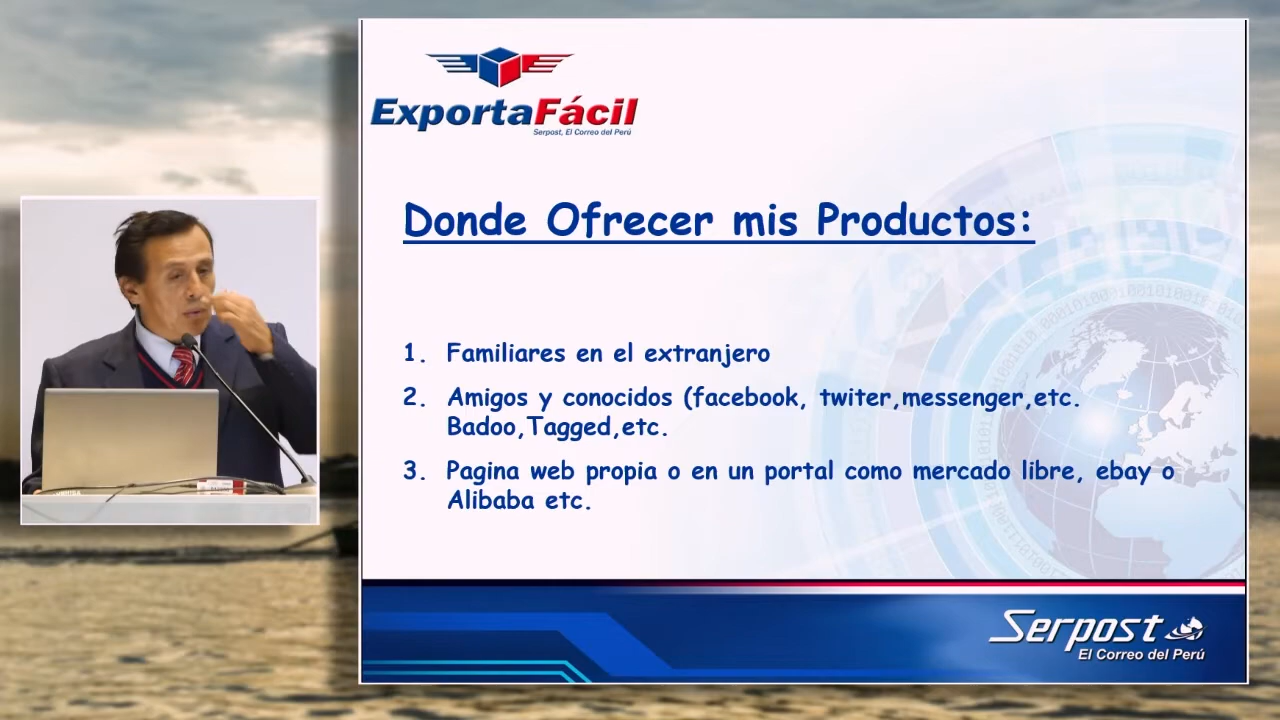 ExportaFácil
Serpost, El Correo del Perú
Donde Ofrecer mis Productos:
1. Familiares en el extranjero
2. Amigos y conocidos (facebook, twiter,messenger,etc.
Badoo,Tagged,etc.
3. Pagina web propia o en un portal como mercado libre, ebay o
Alibaba etc.
Serpost
El Correo del Perú